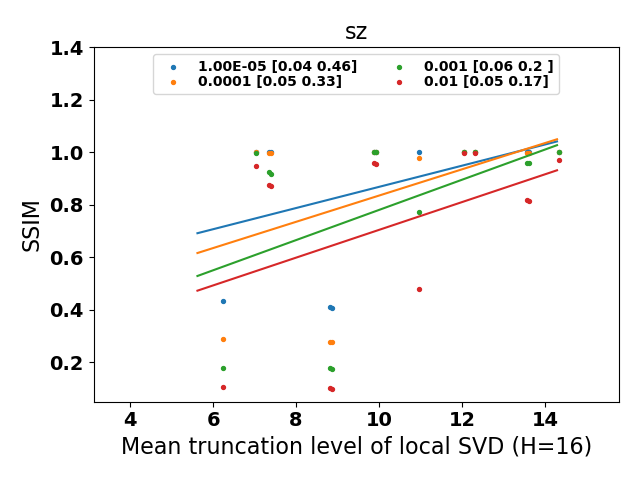 sz
1.4
1.00E-05 [0.04 0.46]
0.001 [0.06 0.2 ]
0.0001 [0.05 0.33]
0.01 [0.05 0.17]
1.2
1.0
0.8
0.6
0.4
0.2
SSIM
4 6 8 10 12 14
Mean truncation level of local SVD (H=16)